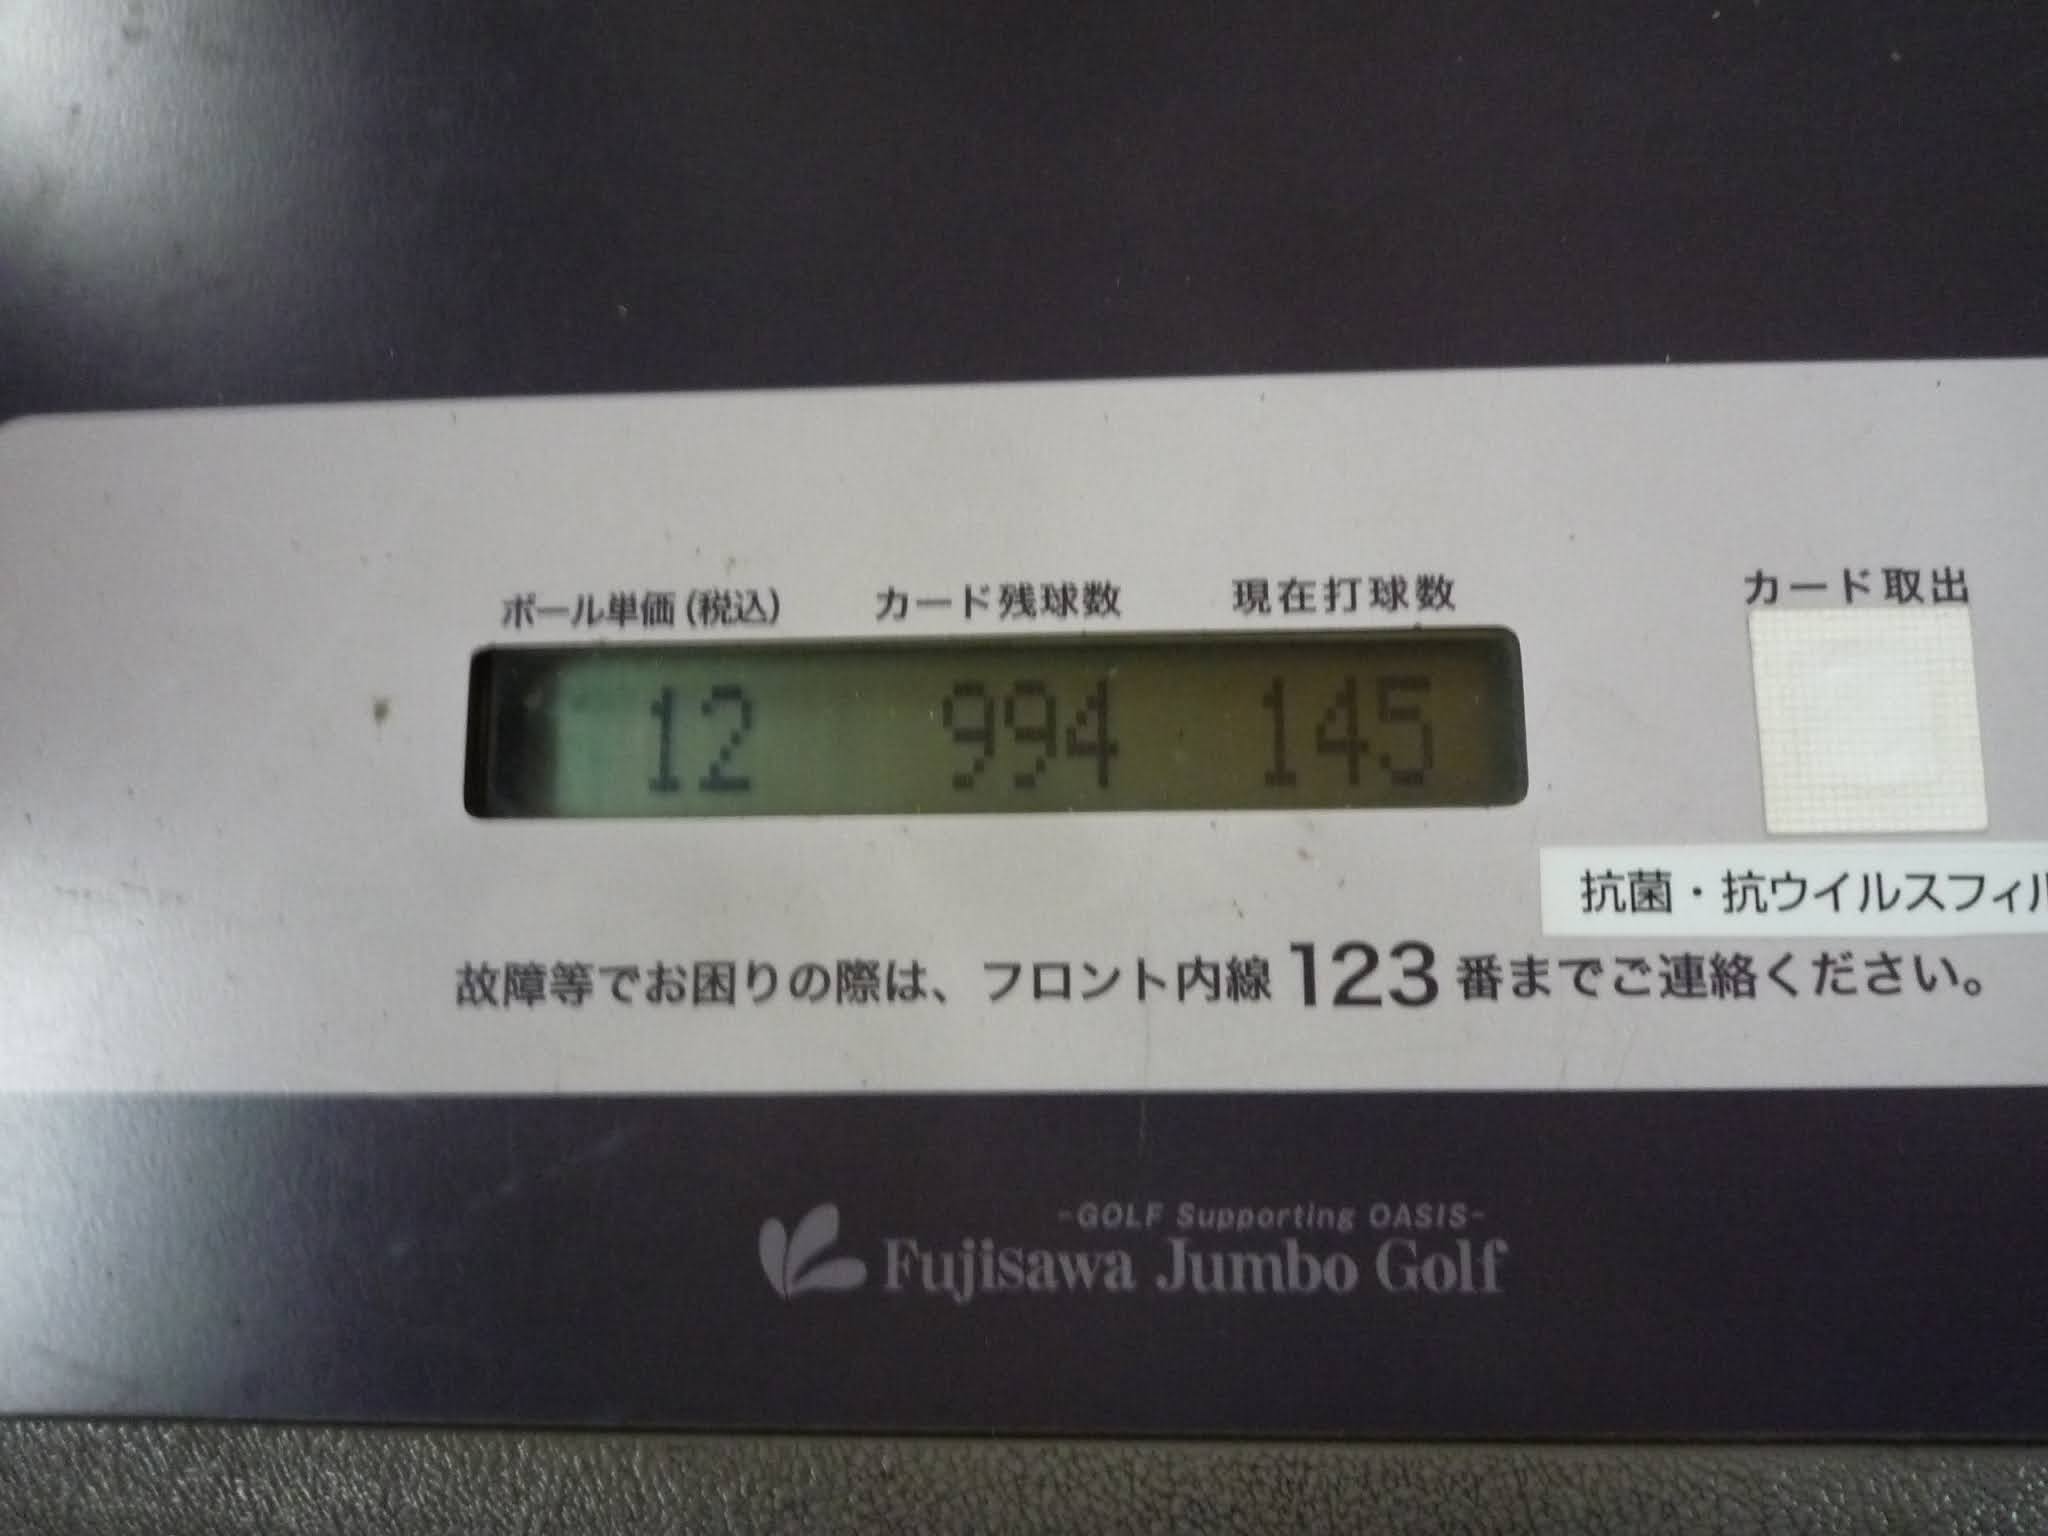 ボール単価(税込) カード残球数 現在打球数 カード取出
12 994 145
抗菌・抗ウイルスフィル
故障等でお困りの際は、フロント内線123番までご連絡ください。
-GOLF Supporting OASIS-
Fujisawa Jumbo Golf